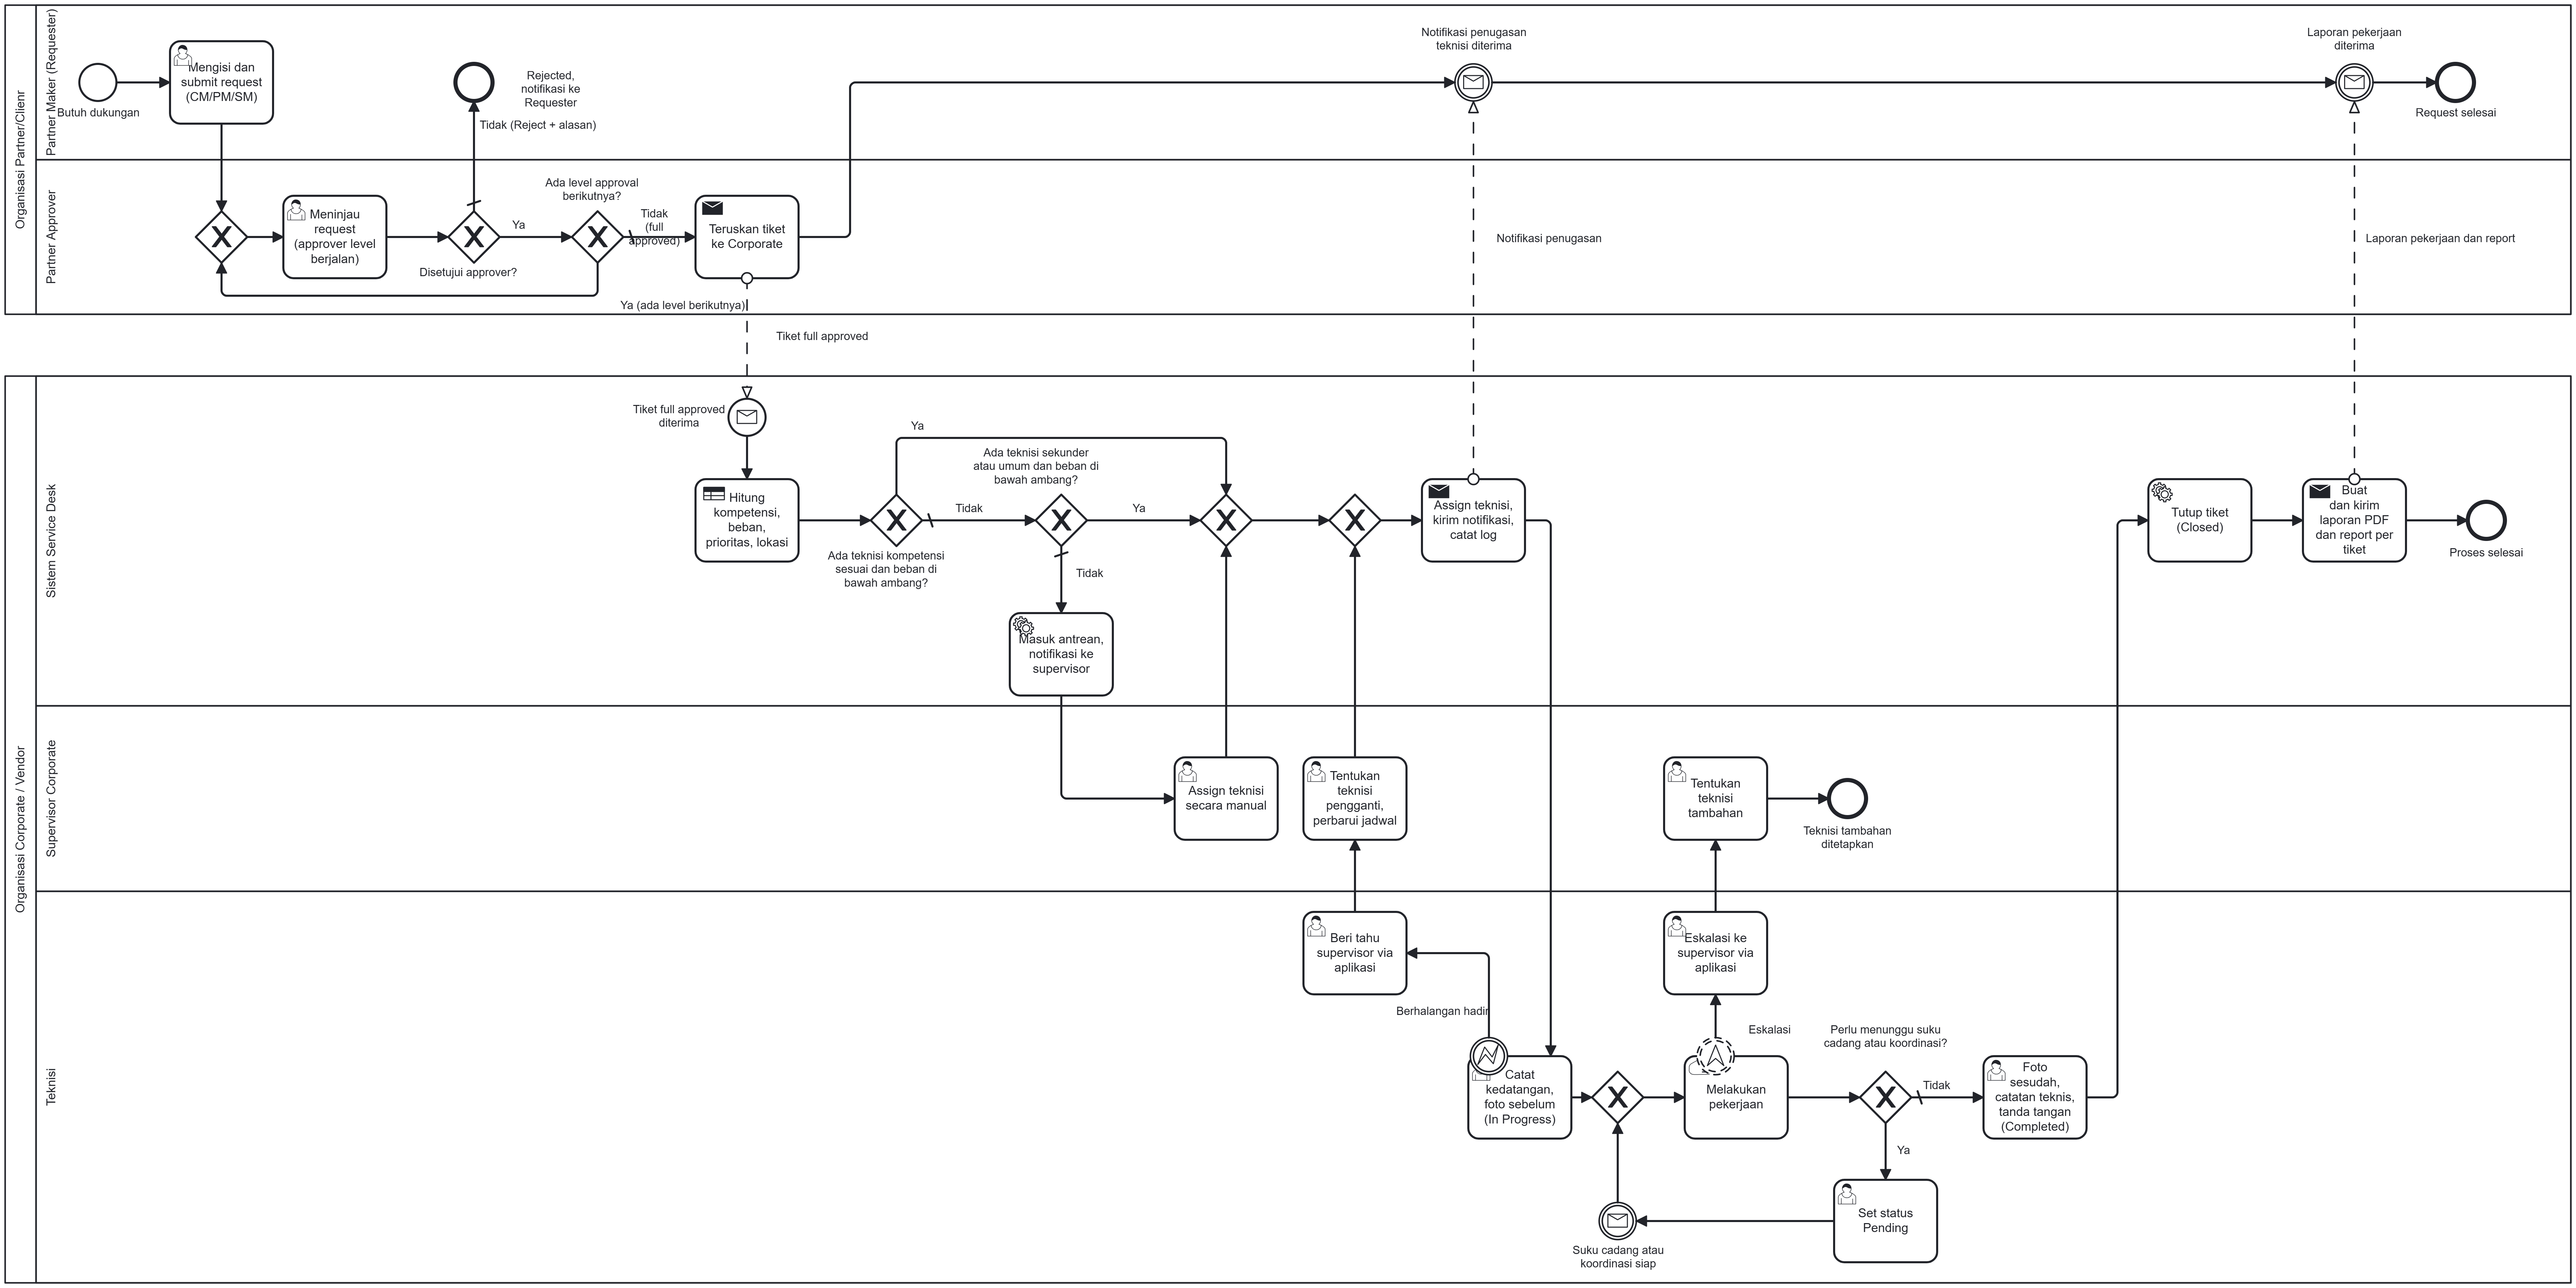 Organisasi Partner/Clienr
Partner Maker (Requester)
Butuh dukungan
Mengisi dan
submit request
(CM/PM/SM)
Rejected,
notifikasi ke
Requester
Tidak (Reject + alasan)
Notifikasi penugasan
teknisi diterima
Laporan pekerjaan
diterima
Request selesai
Partner Approver
Meninjau
request
(approver level
berjalan)
Disetujui approver?
Ya
Ada level approval
berikutnya?
Tidak
(full
approved)
Teruskan tiket
ke Corporate
Ya (ada level berikutnya)
Notifikasi penugasan
Laporan pekerjaan dan report
Tiket full approved
Organisasi Corporate / Vendor
Sistem Service Desk
Tiket full approved
diterima
Hitung
kompetensi,
beban,
prioritas, lokasi
Ya
Ada teknisi kompetensi
sesuai dan beban di
bawah ambang?
Tidak
Ada teknisi sekunder
atau umum dan beban di
bawah ambang?
Ya
Tidak
Masuk antrean,
notifikasi ke
supervisor
Assign teknisi,
kirim notifikasi,
catat log
Tutup tiket
(Closed)
Buat
dan kirim
laporan PDF
dan report per
tiket
Proses selesai
Supervisor Corporate
Assign teknisi
secara manual
Tentukan
teknisi
pengganti,
perbarui jadwal
Tentukan
teknisi
tambahan
Teknisi tambahan
ditetapkan
Teknisi
Beri tahu
supervisor via
aplikasi
Berhalangan hadir
Eskalasi ke
supervisor via
aplikasi
Eskalasi
Catat
kedatangan,
foto sebelum
(In Progress)
Melakukan
pekerjaan
Perlu menunggu suku
cadang atau koordinasi?
Tidak
Foto
sesudah,
catatan teknis,
tanda tangan
(Completed)
Ya
Set status
Pending
Suku cadang atau
koordinasi siap